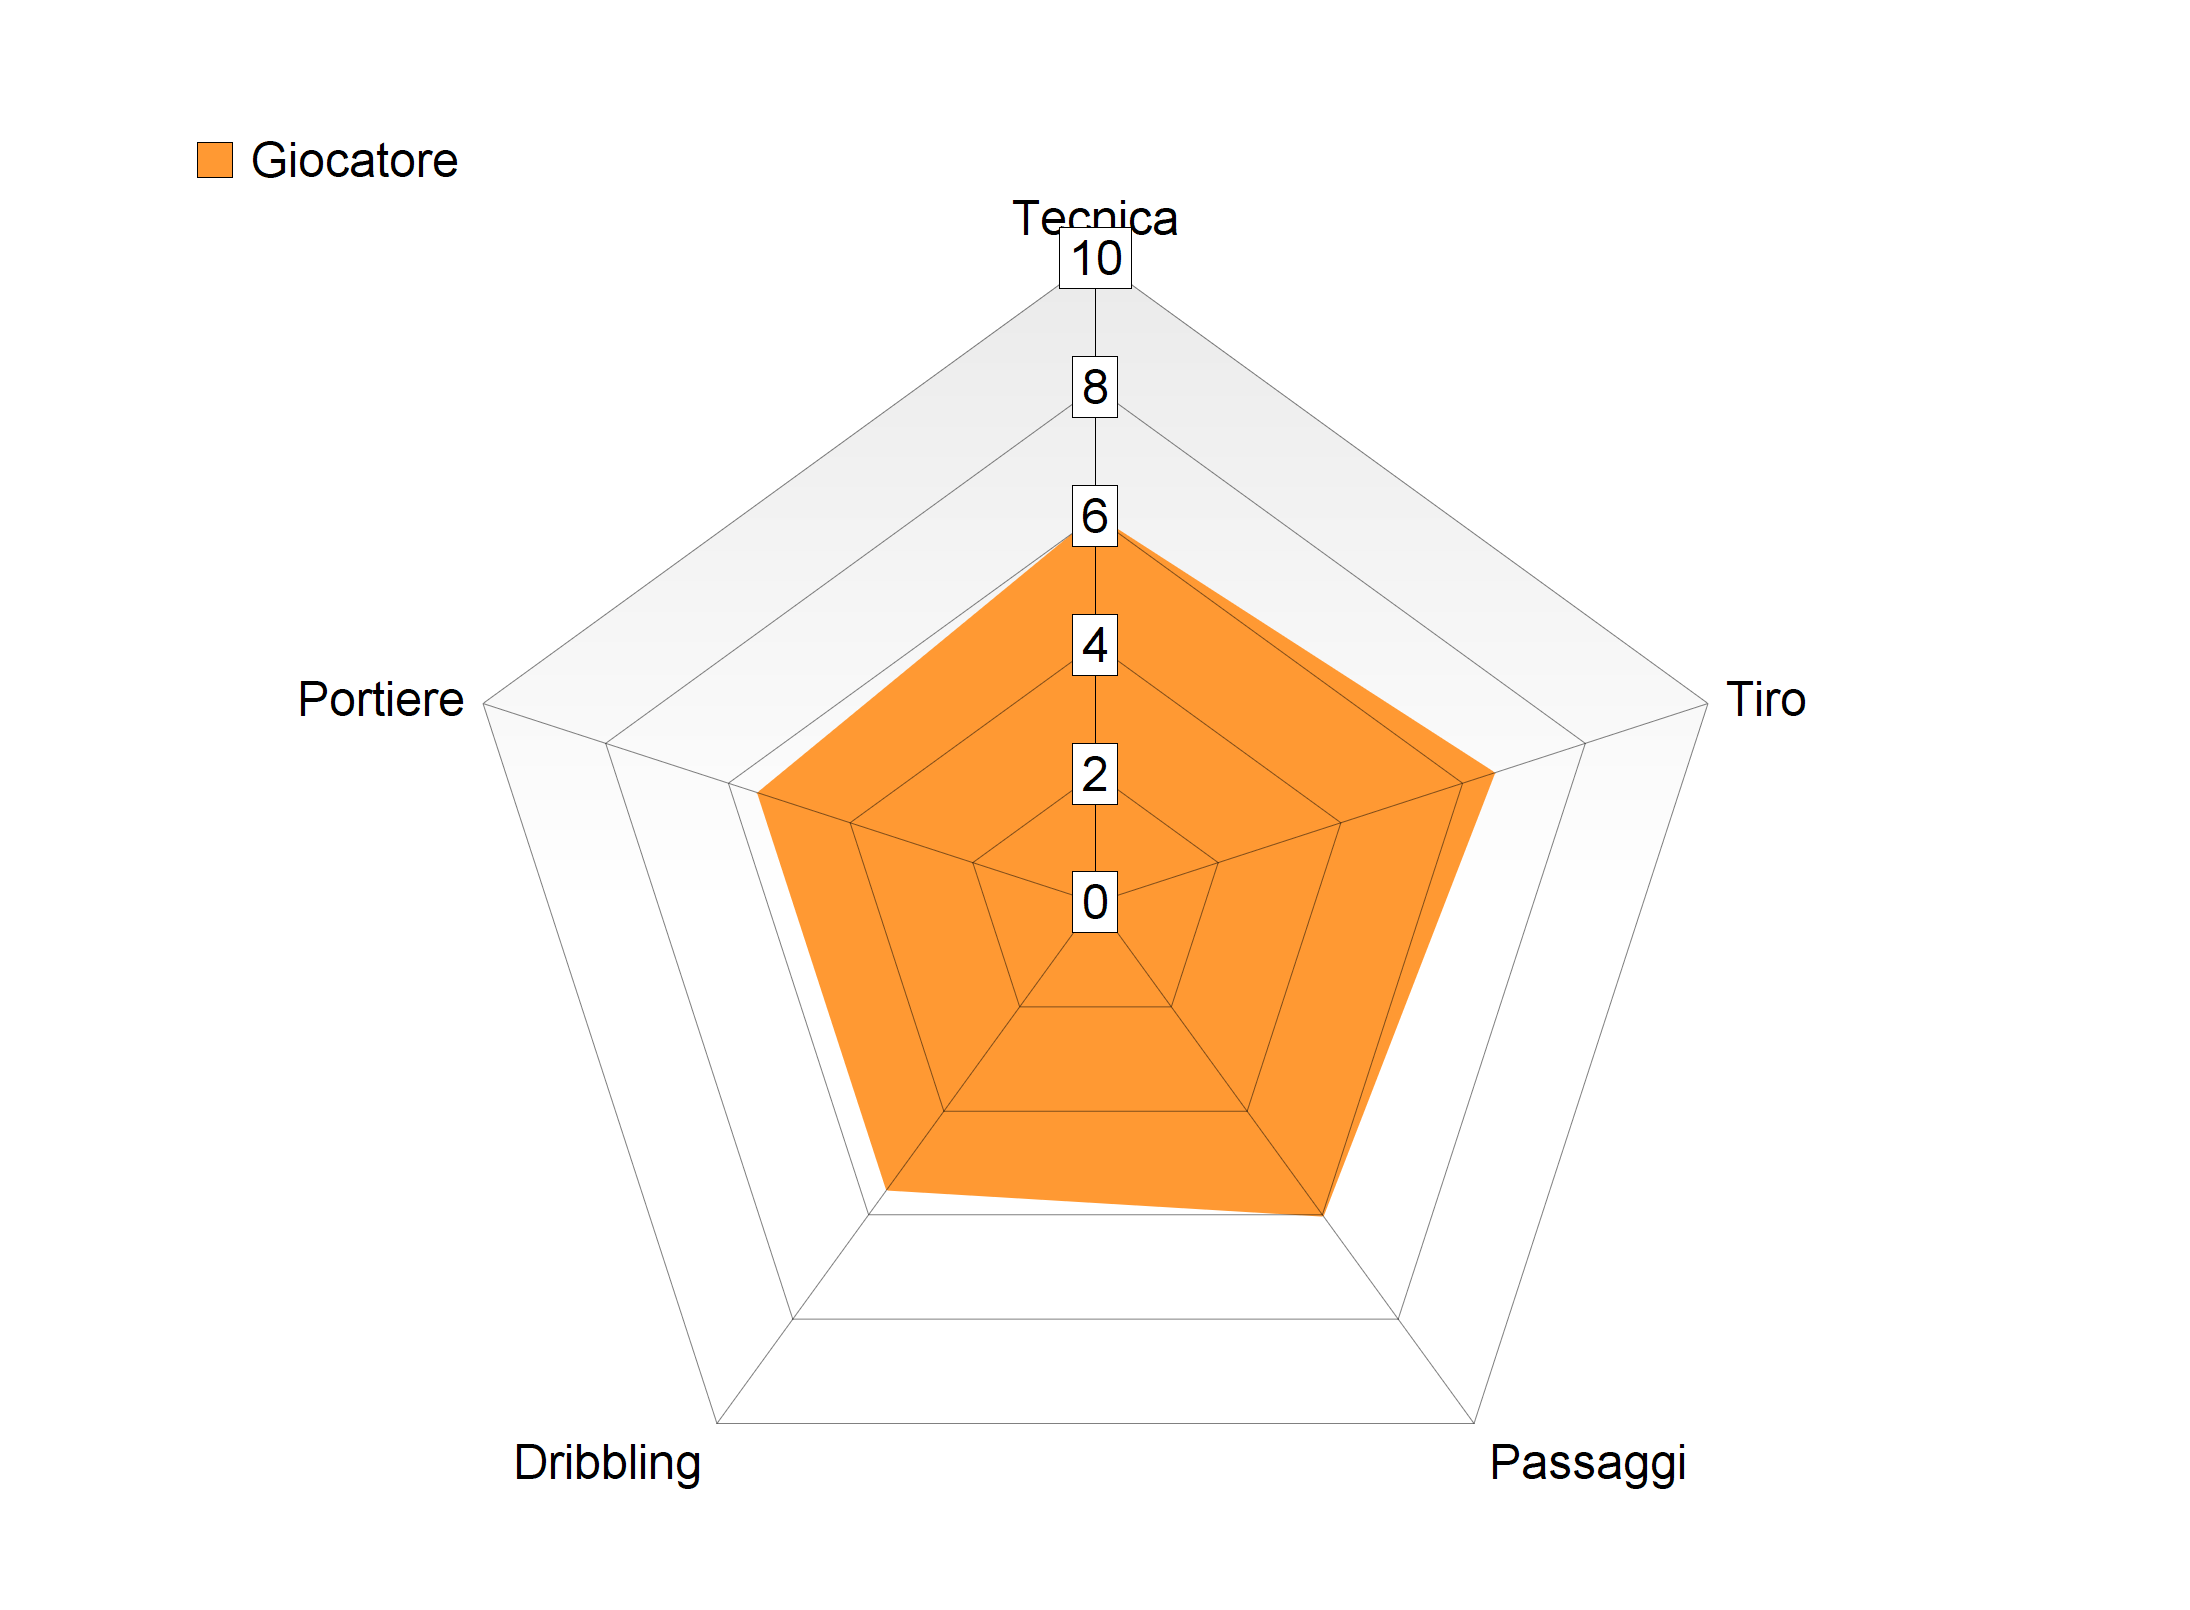 Giocatore
Tecnica
10
8
6
4
Portiere
Tiro
2
0
Dribbling
Passaggi